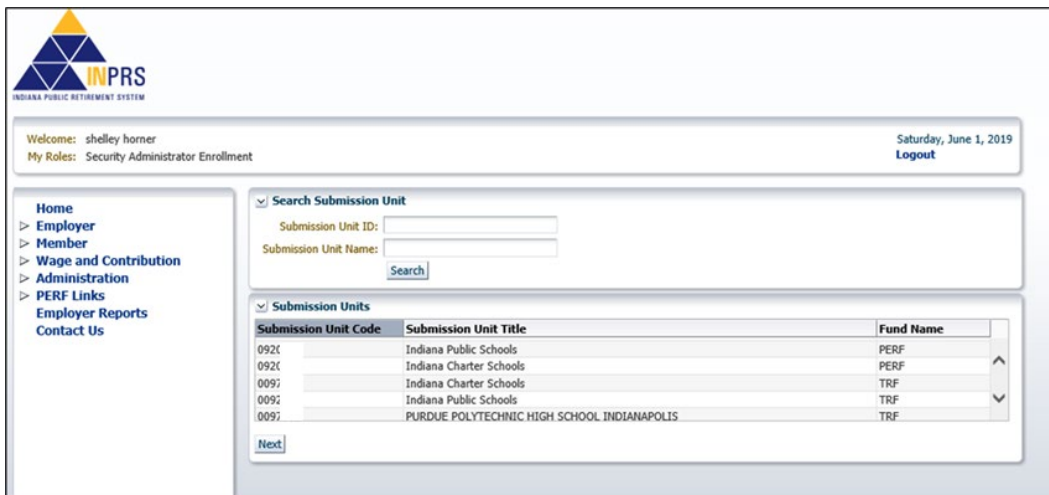 INPRS
INDIANA PUBLIC RETIREMENT SYSTEM
Welcome: shelley horner
Saturday, June 1, 2019
My Roles: Security Administrator Enrollment
Logout
Home
Employer
Member
Wage and Contribution
Administration
PERF Links
Employer Reports
Contact Us
Search Submission Unit
Submission Unit ID:
Submission Unit Name:
Search
Submission Units
Submission Unit Code Submission Unit Title Fund Name
Indiana Public Schools PERF
Indiana Charter Schools PERF
Indiana Charter Schools TRF
Indiana Public Schools TRF
PURDUE POLYTECHNIC HIGH SCHOOL INDIANAPOLIS TRF
Next